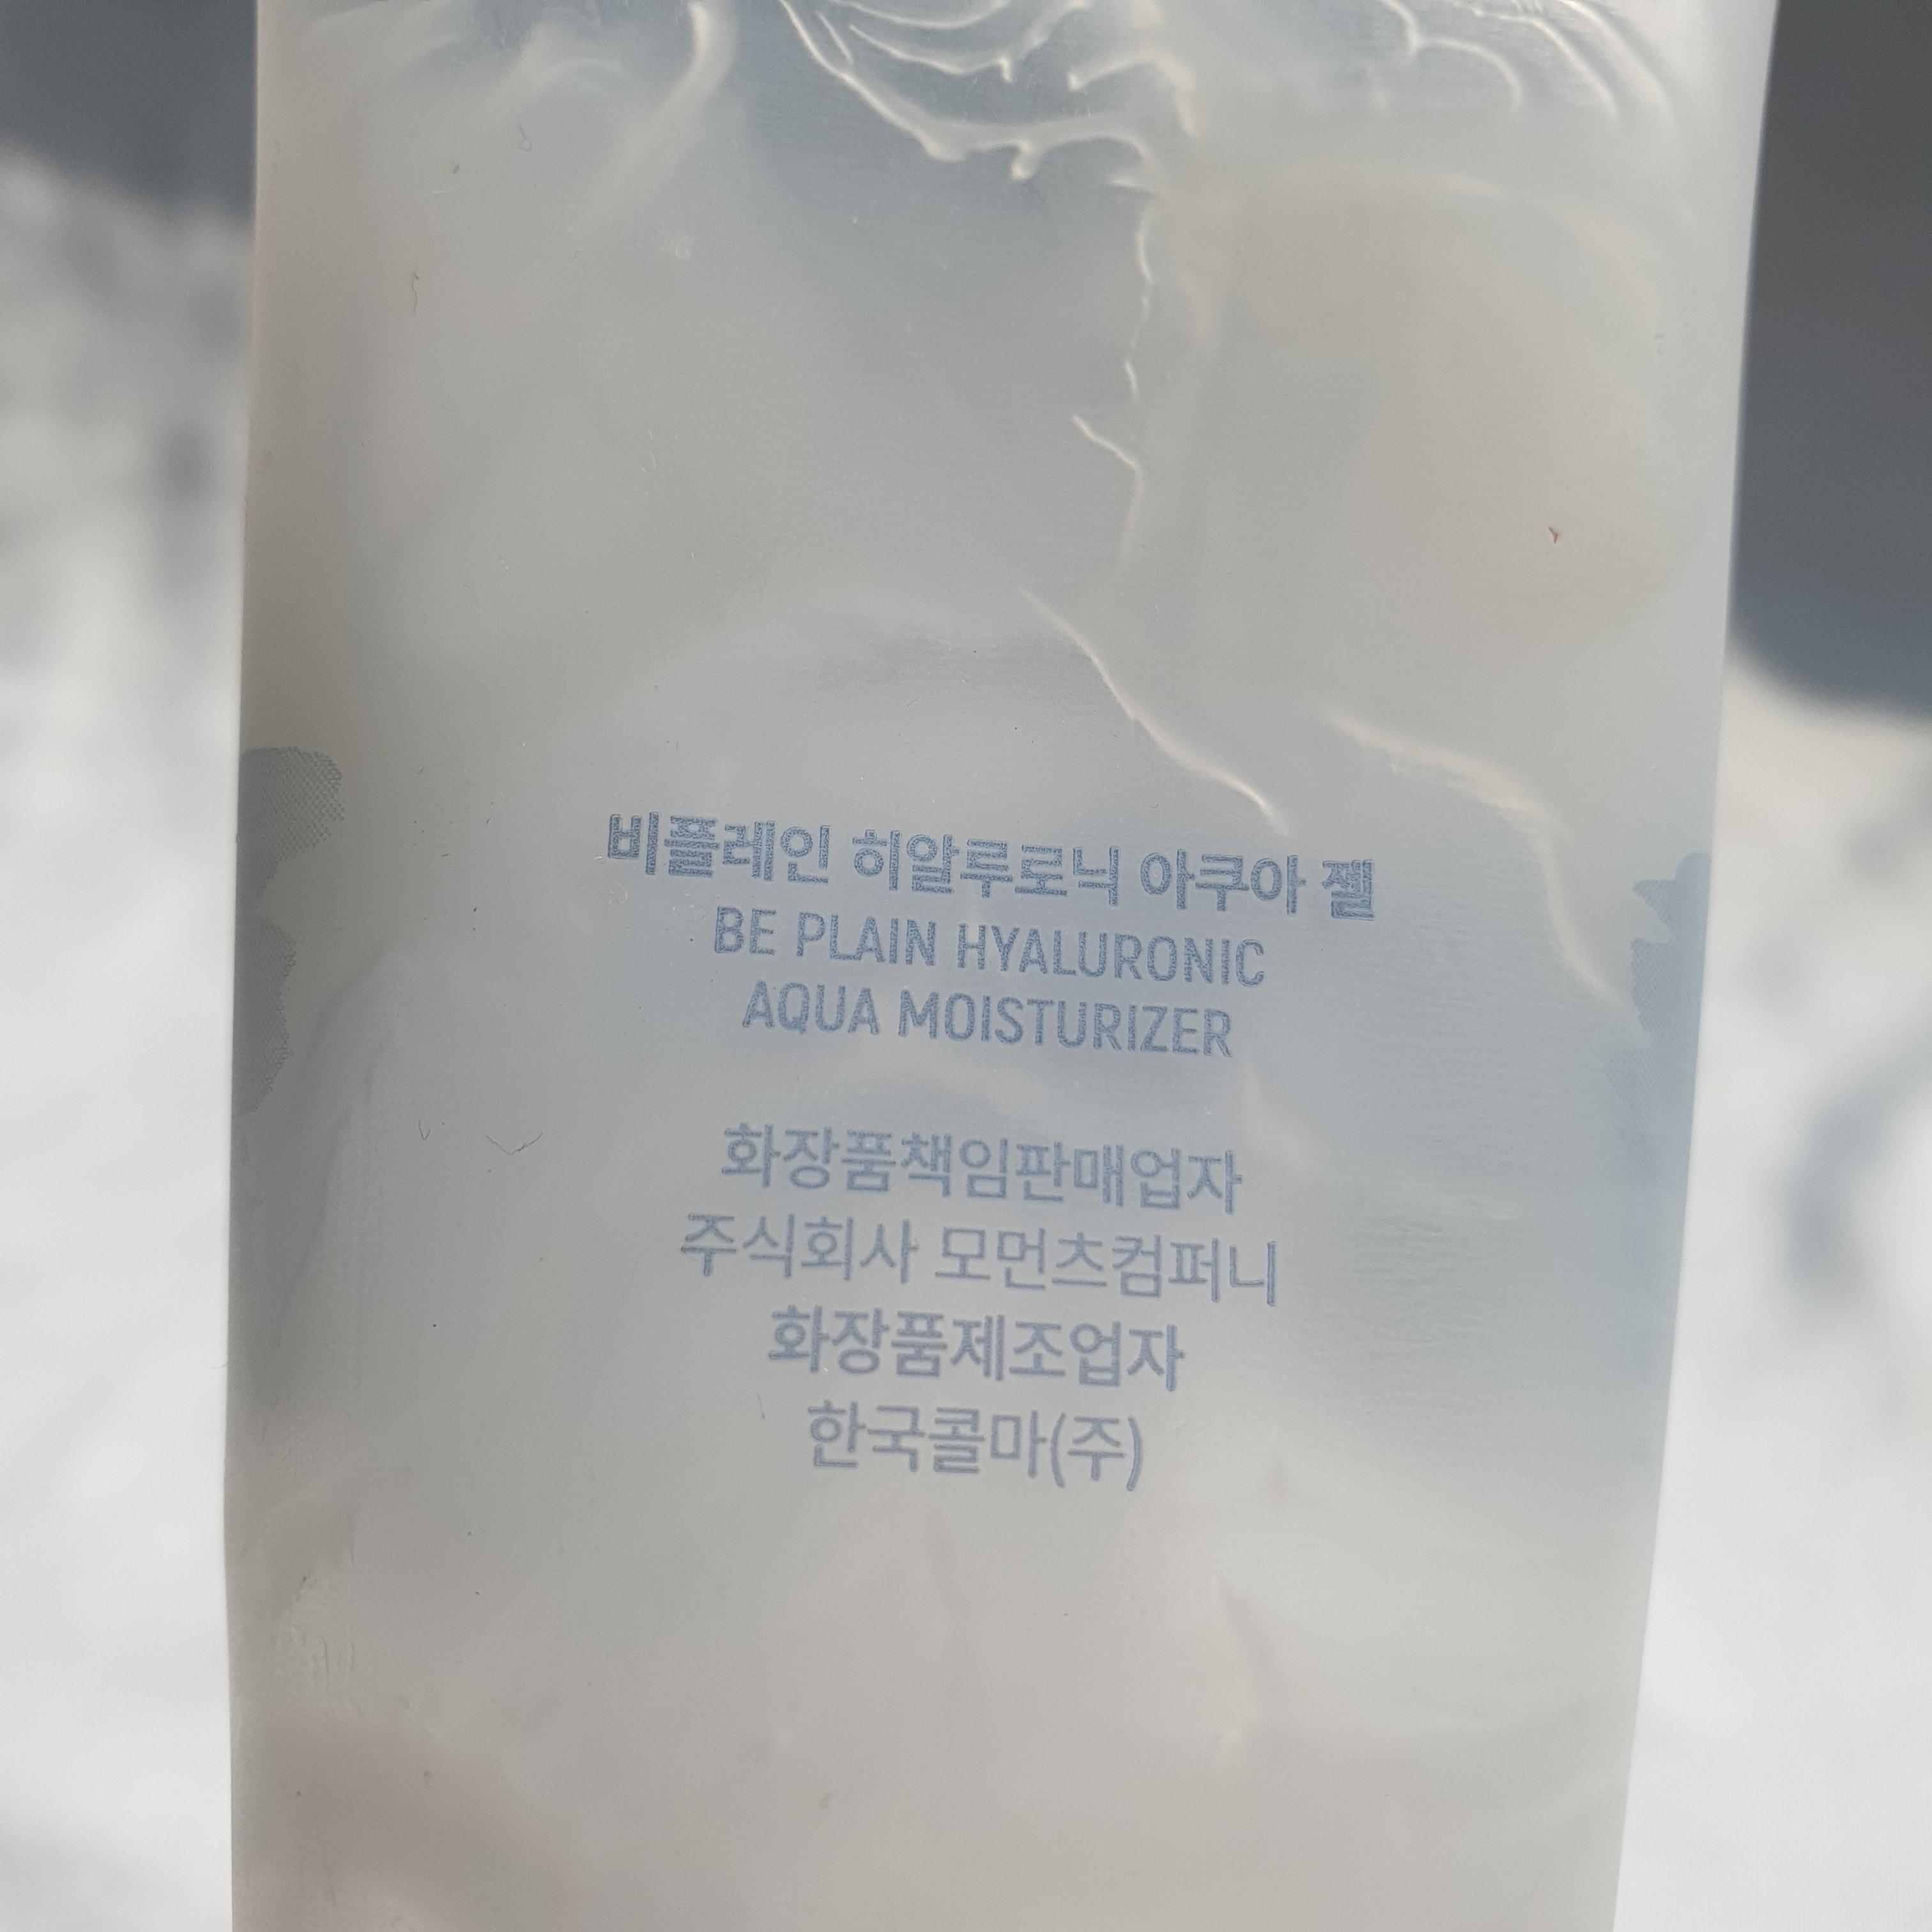 비플레인 히알루로닉 아쿠아 젤
BE PLAIN HYALURONIC
AQUA MOISTURIZER
화장품책임판매업자
주식회사 모먼츠컴퍼니
화장품제조업자
한국콜마(주)